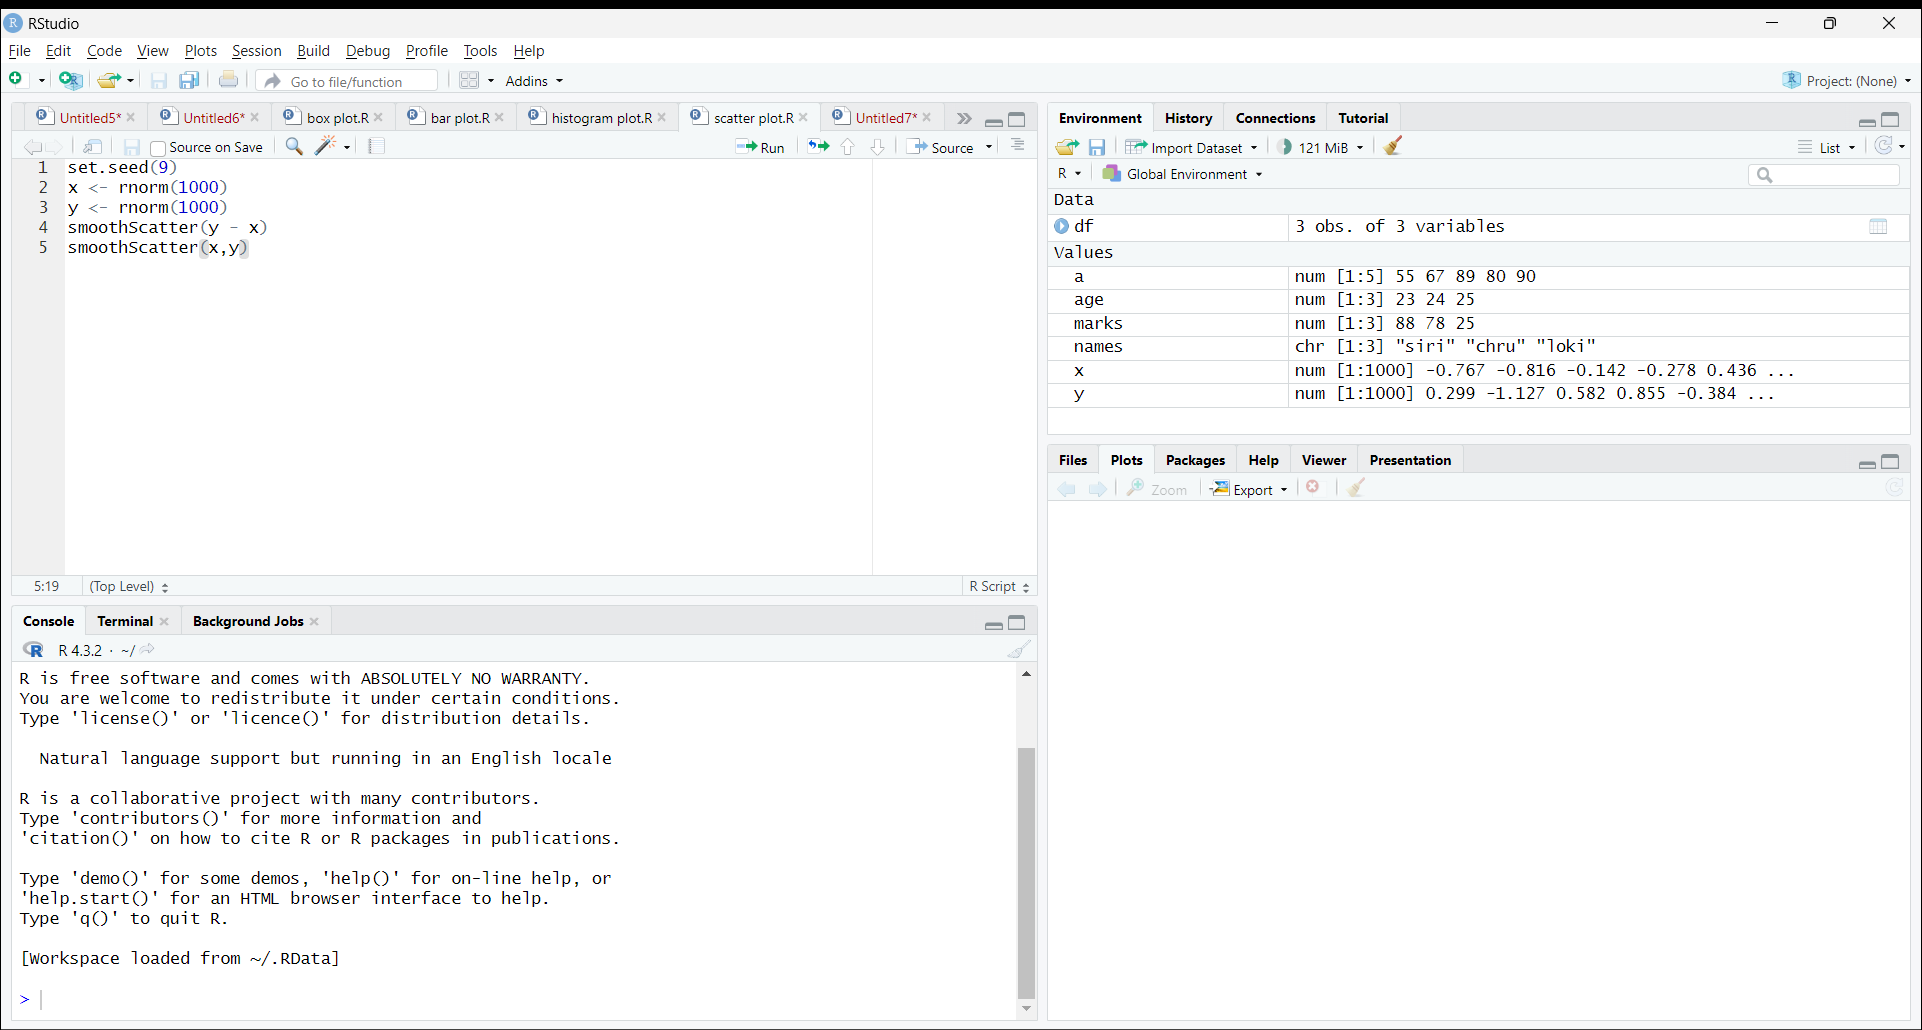 RStudio
File Edit Code View Plots Session Build Debug Profile Tools Help
Go to file/function Addins Project: (None)
Untitled5* Untitled6* box plot.R bar plot.R histogram plot.R scatter plot.R Untitled7*
Source on Save Run Source
1 set.seed(9)
2 x <- rnorm(1000)
3 y <- rnorm(1000)
4 smoothScatter(y - x)
5 smoothScatter(x,y)
5:19 (Top Level) R Script
Console Terminal Background Jobs
R 4.3.2 · ~/
R is free software and comes with ABSOLUTELY NO WARRANTY.
You are welcome to redistribute it under certain conditions.
Type 'license()' or 'licence()' for distribution details.
Natural language support but running in an English locale
R is a collaborative project with many contributors.
Type 'contributors()' for more information and
'citation()' on how to cite R or R packages in publications.
Type 'demo()' for some demos, 'help()' for on-line help, or
'help.start()' for an HTML browser interface to help.
Type 'q()' to quit R.
[Workspace loaded from ~/.RData]
>
Environment History Connections Tutorial
Import Dataset 121 MiB List
R Global Environment
Data
df 3 obs. of 3 variables
Values
a num [1:5] 55 67 89 80 90
age num [1:3] 23 24 25
marks num [1:3] 88 78 25
names chr [1:3] "siri" "chru" "loki"
x num [1:1000] -0.767 -0.816 -0.142 -0.278 0.436 ...
y num [1:1000] 0.299 -1.127 0.582 0.855 -0.384 ...
Files Plots Packages Help Viewer Presentation
Zoom Export